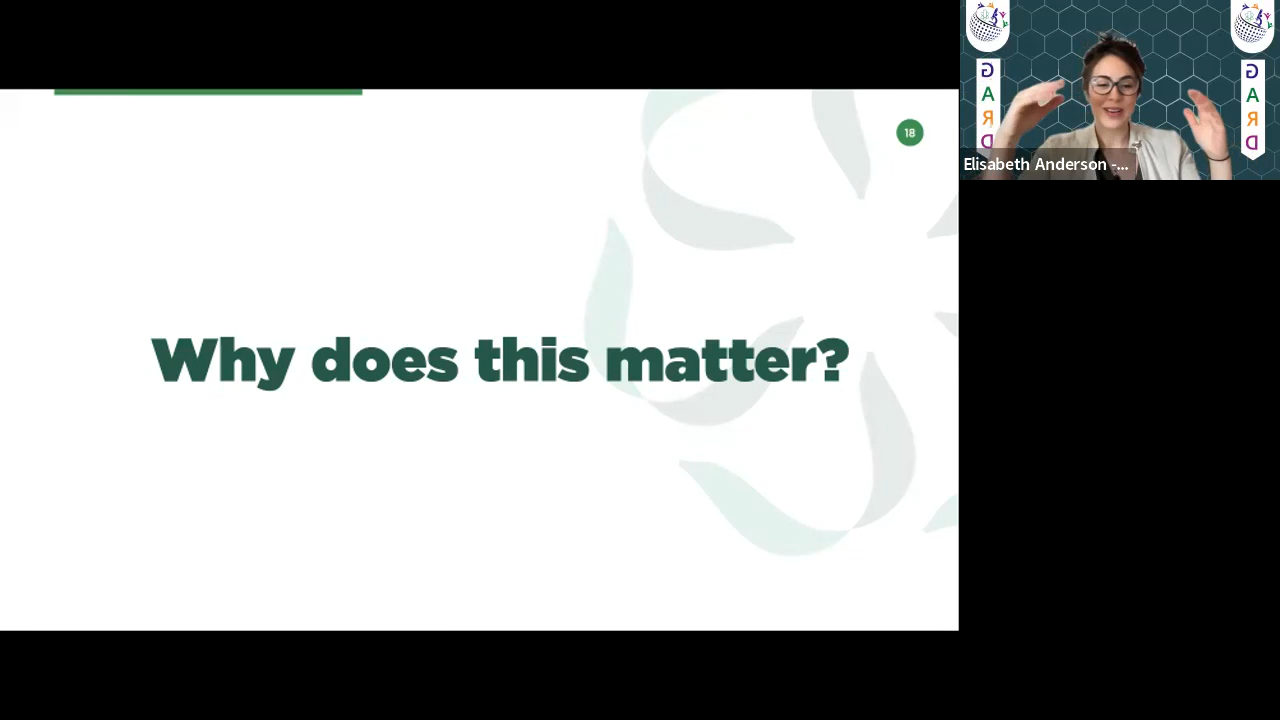 18
Why does this matter?
Elisabeth Anderson -...
G
A
R
D
G
A
R
D